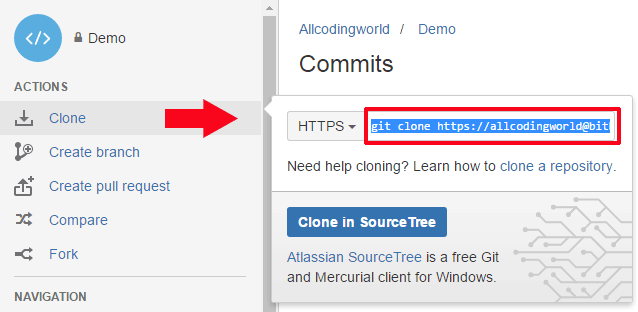 Demo
ACTIONS
Clone
Create branch
Create pull request
Compare
Fork
NAVIGATION
Allcodingworld / Demo
Commits
HTTPS
git clone https://allcodingworld@bit
Need help cloning? Learn how to clone a repository.
Clone in SourceTree
Atlassian SourceTree is a free Git
and Mercurial client for Windows.